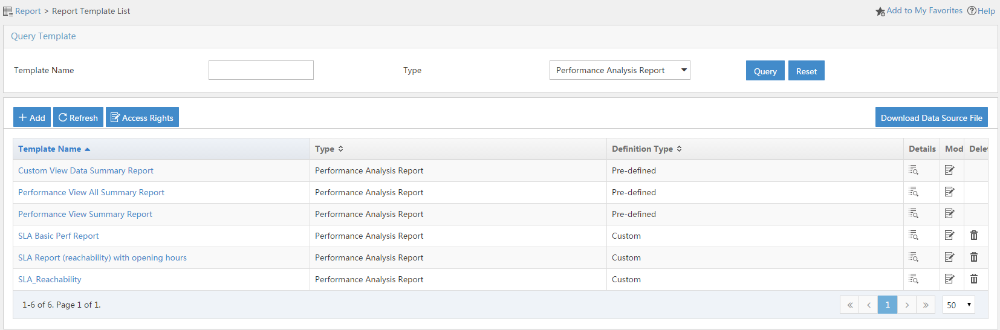 Report > Report Template List
Add to My Favorites Help
Query Template
Template Name Type Performance Analysis Report Query Reset
Add Refresh Access Rights Download Data Source File
Template Name Type Definition Type Details Mod Dele
Custom View Data Summary Report Performance Analysis Report Pre-defined
Performance View All Summary Report Performance Analysis Report Pre-defined
Performance View Summary Report Performance Analysis Report Pre-defined
SLA Basic Perf Report Performance Analysis Report Custom
SLA Report (reachability) with opening hours Performance Analysis Report Custom
SLA_Reachability Performance Analysis Report Custom
1-6 of 6. Page 1 of 1. « < 1 > » 50